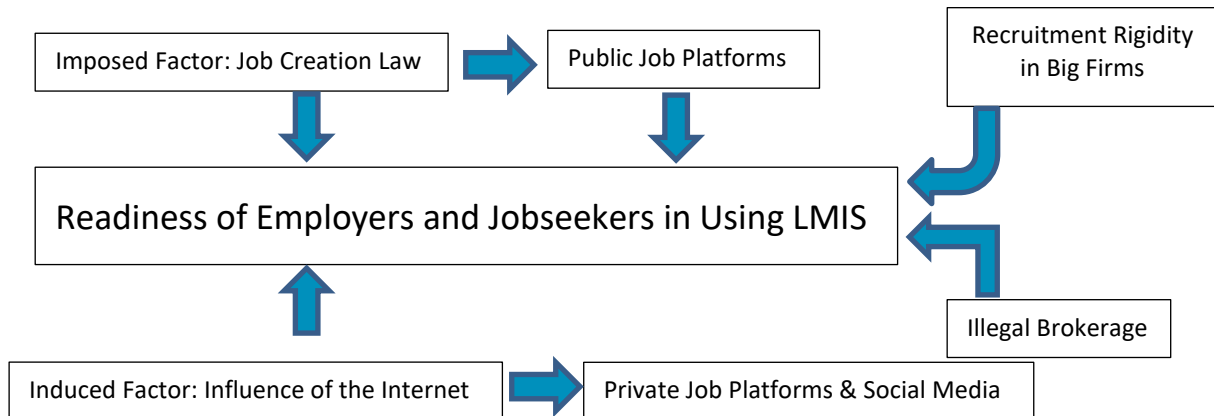 Imposed Factor: Job Creation Law
Public Job Platforms
Recruitment Rigidity
in Big Firms
Readiness of Employers and Jobseekers in Using LMIS
Illegal Brokerage
Induced Factor: Influence of the Internet
Private Job Platforms & Social Media